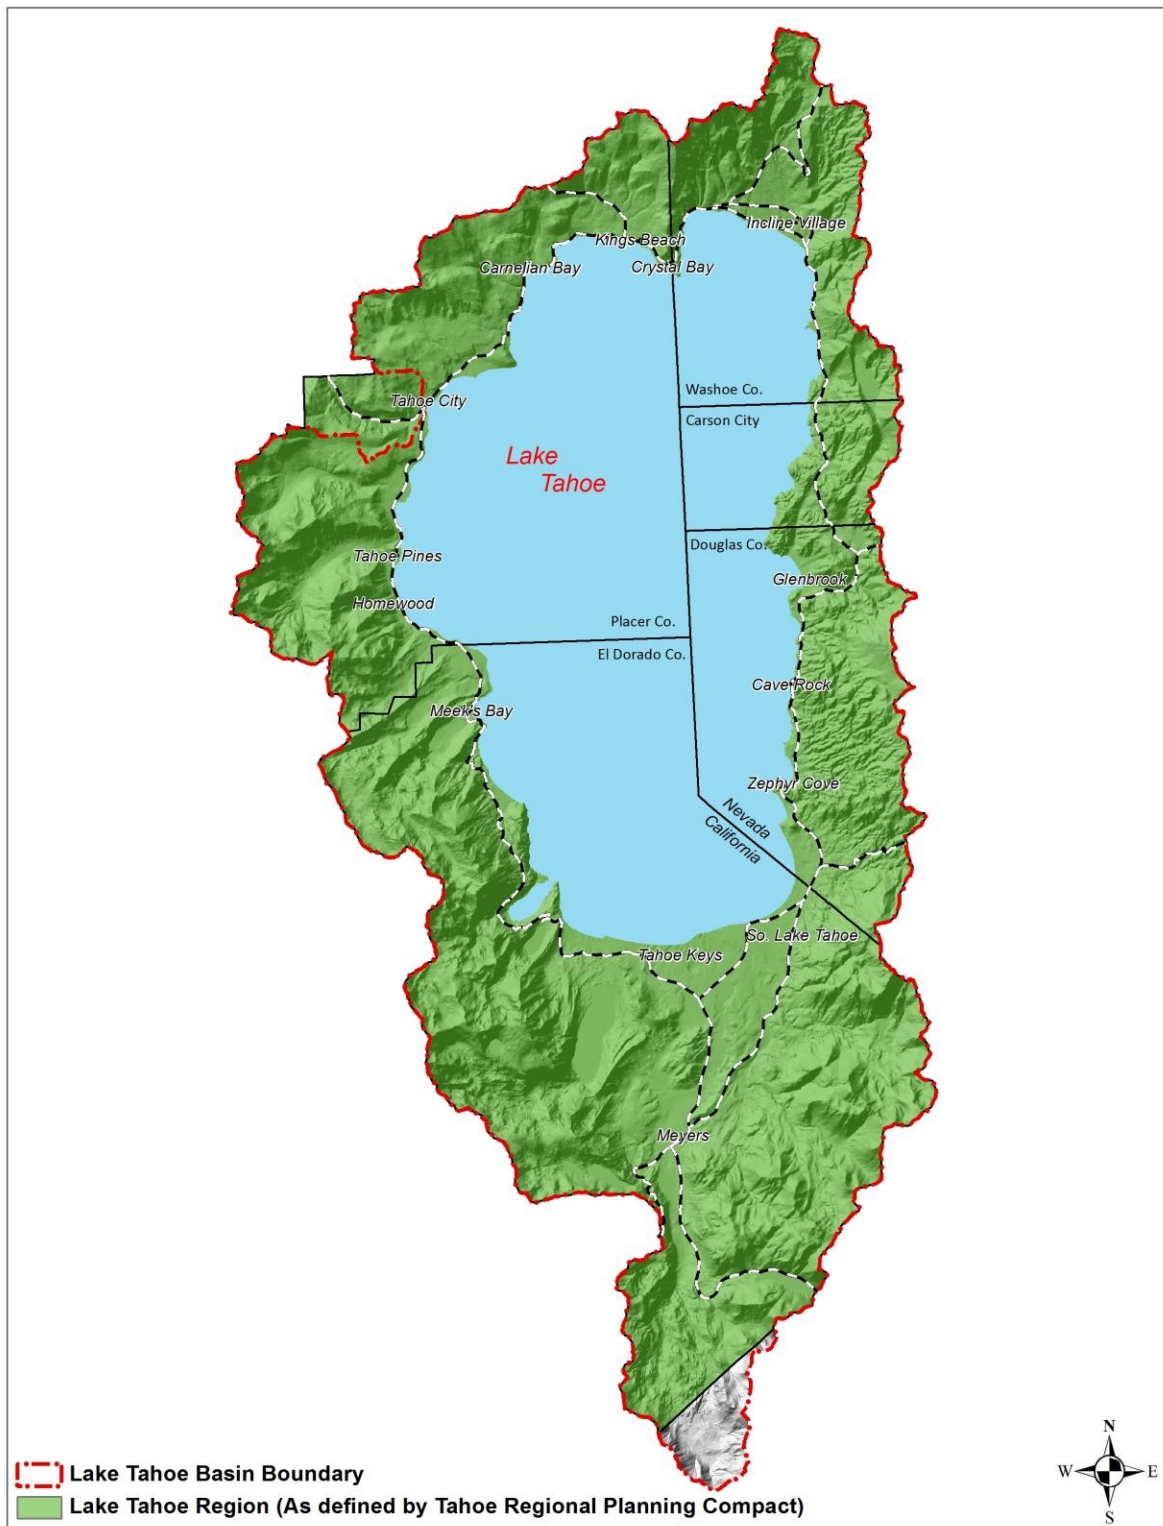 Incline Village
Kings Beach
Carnelian Bay
Crystal Bay
Washoe Co.
Tahoe City
Carson City
Lake
Tahoe
Douglas Co.
Tahoe Pines
Glenbrook
Homewood
Placer Co.
El Dorado Co.
Cave Rock
Meek's Bay
Zephyr Cove
Nevada
California
So. Lake Tahoe
Tahoe Keys
Meyers
N
W
E
S
Lake Tahoe Basin Boundary
Lake Tahoe Region (As defined by Tahoe Regional Planning Compact)